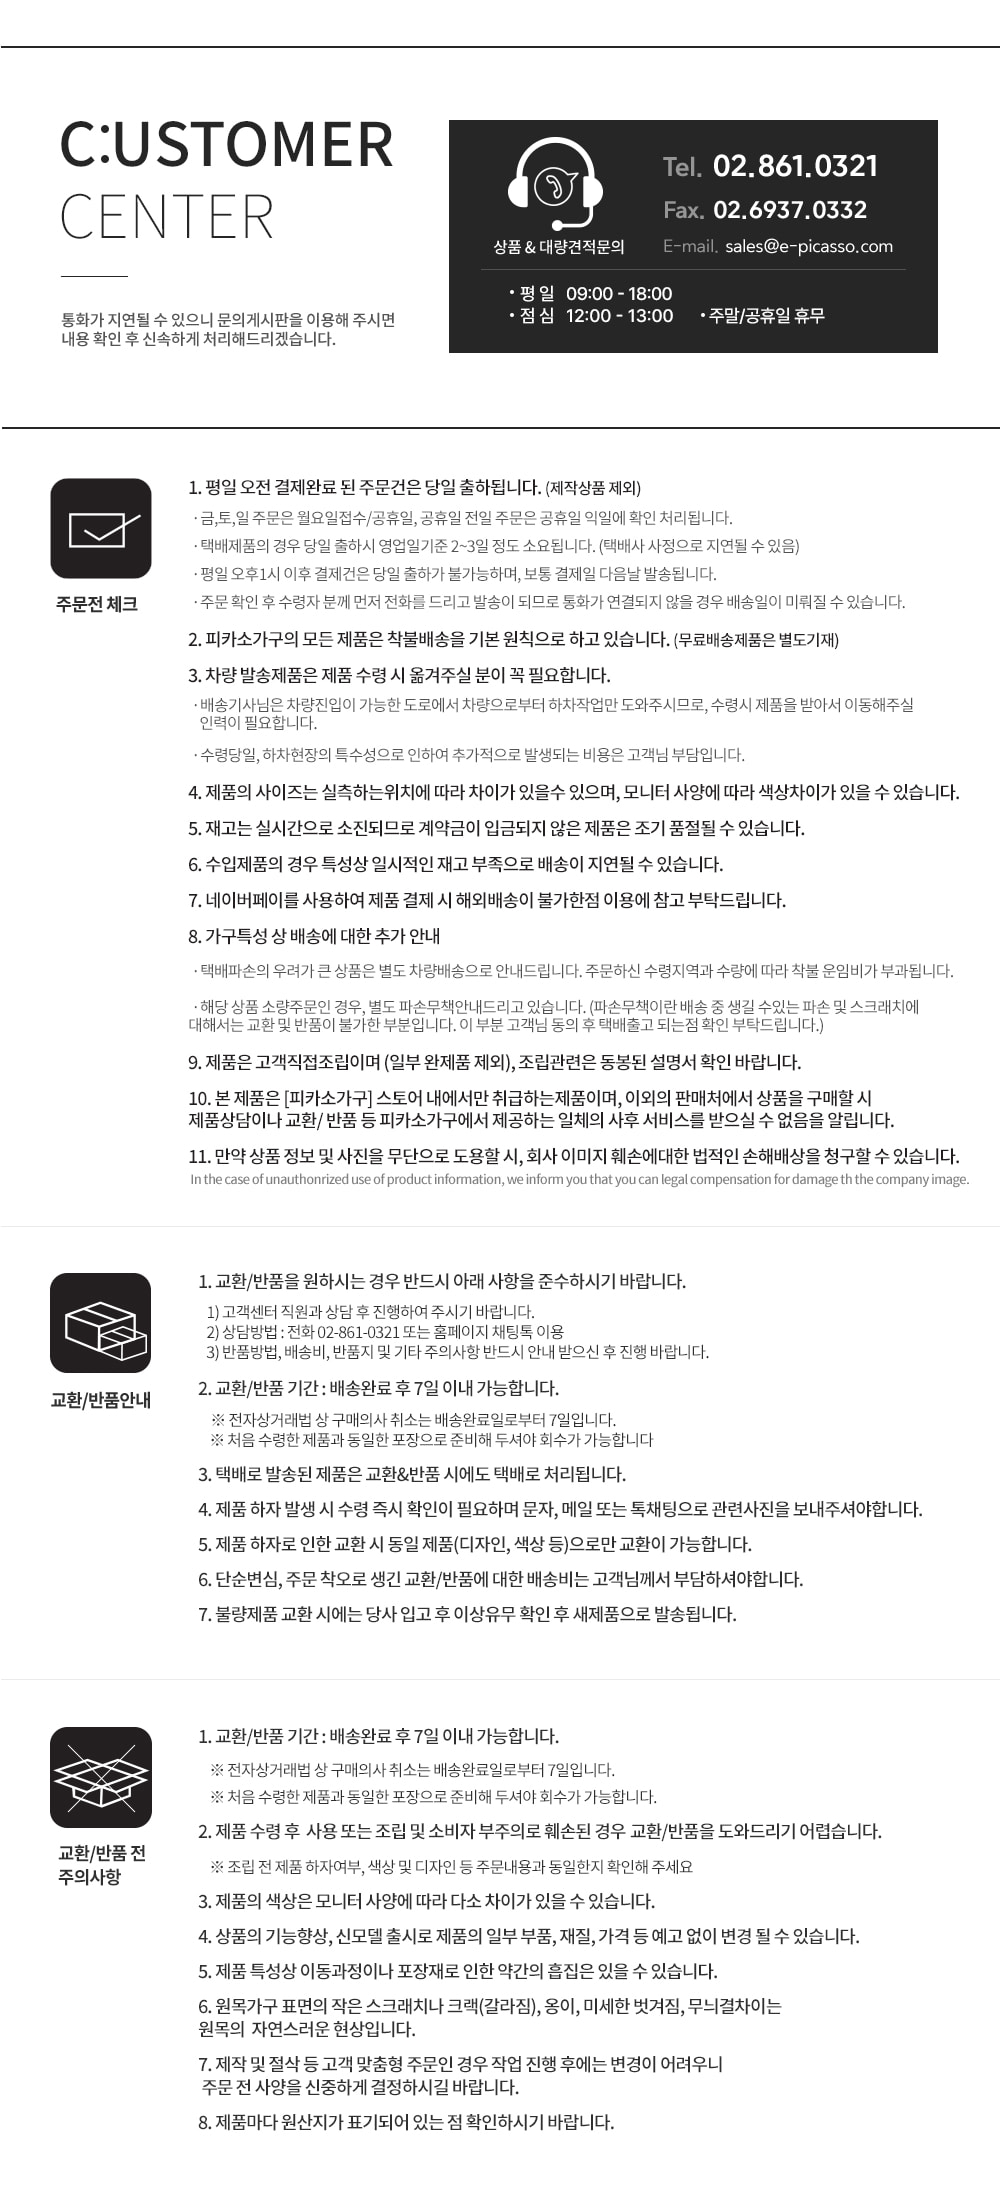 C:USTOMER
CENTER
통화가 지연될 수 있으니 문의게시판을 이용해 주시면
내용 확인 후 신속하게 처리해드리겠습니다.
상품 & 대량견적문의
Tel. 02.861.0321
Fax. 02.6937.0332
E-mail. sales@e-picasso.com
• 평 일 09:00 - 18:00
• 점 심 12:00 - 13:00 • 주말/공휴일 휴무
주문전 체크
1. 평일 오전 결제완료 된 주문건은 당일 출하됩니다. (제작상품 제외)
· 금,토,일 주문은 월요일접수/공휴일, 공휴일 전일 주문은 공휴일 익일에 확인 처리됩니다.
· 택배제품의 경우 당일 출하시 영업일기준 2~3일 정도 소요됩니다. (택배사 사정으로 지연될 수 있음)
· 평일 오후1시 이후 결제건은 당일 출하가 불가능하며, 보통 결제일 다음날 발송됩니다.
· 주문 확인 후 수령자 분께 먼저 전화를 드리고 발송이 되므로 통화가 연결되지 않을 경우 배송일이 미뤄질 수 있습니다.
2. 피카소가구의 모든 제품은 착불배송을 기본 원칙으로 하고 있습니다. (무료배송제품은 별도기재)
3. 차량 발송제품은 제품 수령 시 옮겨주실 분이 꼭 필요합니다.
· 배송기사님은 차량진입이 가능한 도로에서 차량으로부터 하차작업만 도와주시므로, 수령시 제품을 받아서 이동해주실
인력이 필요합니다.
· 수령당일, 하차현장의 특수성으로 인하여 추가적으로 발생되는 비용은 고객님 부담입니다.
4. 제품의 사이즈는 실측하는위치에 따라 차이가 있을수 있으며, 모니터 사양에 따라 색상차이가 있을 수 있습니다.
5. 재고는 실시간으로 소진되므로 계약금이 입금되지 않은 제품은 조기 품절될 수 있습니다.
6. 수입제품의 경우 특성상 일시적인 재고 부족으로 배송이 지연될 수 있습니다.
7. 네이버페이를 사용하여 제품 결제 시 해외배송이 불가한점 이용에 참고 부탁드립니다.
8. 가구특성 상 배송에 대한 추가 안내
· 택배파손의 우려가 큰 상품은 별도 차량배송으로 안내드립니다. 주문하신 수령지역과 수량에 따라 착불 운임비가 부과됩니다.
· 해당 상품 소량주문인 경우, 별도 파손무책안내드리고 있습니다. (파손무책이란 배송 중 생길 수있는 파손 및 스크래치에
대해서는 교환 및 반품이 불가한 부분입니다. 이 부분 고객님 동의 후 택배출고 되는점 확인 부탁드립니다.)
9. 제품은 고객직접조립이며 (일부 완제품 제외), 조립관련은 동봉된 설명서 확인 바랍니다.
10. 본 제품은 [피카소가구] 스토어 내에서만 취급하는제품이며, 이외의 판매처에서 상품을 구매할 시
제품상담이나 교환/ 반품 등 피카소가구에서 제공하는 일체의 사후 서비스를 받으실 수 없음을 알립니다.
11. 만약 상품 정보 및 사진을 무단으로 도용할 시, 회사 이미지 훼손에대한 법적인 손해배상을 청구할 수 있습니다.
In the case of unauthonrized use of product information, we inform you that you can legal compensation for damage th the company image.
교환/반품안내
1. 교환/반품을 원하시는 경우 반드시 아래 사항을 준수하시기 바랍니다.
1) 고객센터 직원과 상담 후 진행하여 주시기 바랍니다.
2) 상담방법 : 전화 02-861-0321 또는 홈페이지 채팅톡 이용
3) 반품방법, 배송비, 반품지 및 기타 주의사항 반드시 안내 받으신 후 진행 바랍니다.
2. 교환/반품 기간 : 배송완료 후 7일 이내 가능합니다.
※ 전자상거래법 상 구매의사 취소는 배송완료일로부터 7일입니다.
※ 처음 수령한 제품과 동일한 포장으로 준비해 두셔야 회수가 가능합니다
3. 택배로 발송된 제품은 교환&반품 시에도 택배로 처리됩니다.
4. 제품 하자 발생 시 수령 즉시 확인이 필요하며 문자, 메일 또는 톡채팅으로 관련사진을 보내주셔야합니다.
5. 제품 하자로 인한 교환 시 동일 제품(디자인, 색상 등)으로만 교환이 가능합니다.
6. 단순변심, 주문 착오로 생긴 교환/반품에 대한 배송비는 고객님께서 부담하셔야합니다.
7. 불량제품 교환 시에는 당사 입고 후 이상유무 확인 후 새제품으로 발송됩니다.
교환/반품 전
주의사항
1. 교환/반품 기간 : 배송완료 후 7일 이내 가능합니다.
※ 전자상거래법 상 구매의사 취소는 배송완료일로부터 7일입니다.
※ 처음 수령한 제품과 동일한 포장으로 준비해 두셔야 회수가 가능합니다.
2. 제품 수령 후 사용 또는 조립 및 소비자 부주의로 훼손된 경우 교환/반품을 도와드리기 어렵습니다.
※ 조립 전 제품 하자여부, 색상 및 디자인 등 주문내용과 동일한지 확인해 주세요
3. 제품의 색상은 모니터 사양에 따라 다소 차이가 있을 수 있습니다.
4. 상품의 기능향상, 신모델 출시로 제품의 일부 부품, 재질, 가격 등 예고 없이 변경 될 수 있습니다.
5. 제품 특성상 이동과정이나 포장재로 인한 약간의 흠집은 있을 수 있습니다.
6. 원목가구 표면의 작은 스크래치나 크랙(갈라짐), 옹이, 미세한 벗겨짐, 무늬결차이는
원목의 자연스러운 현상입니다.
7. 제작 및 절삭 등 고객 맞춤형 주문인 경우 작업 진행 후에는 변경이 어려우니
주문 전 사양을 신중하게 결정하시길 바랍니다.
8. 제품마다 원산지가 표기되어 있는 점 확인하시기 바랍니다.